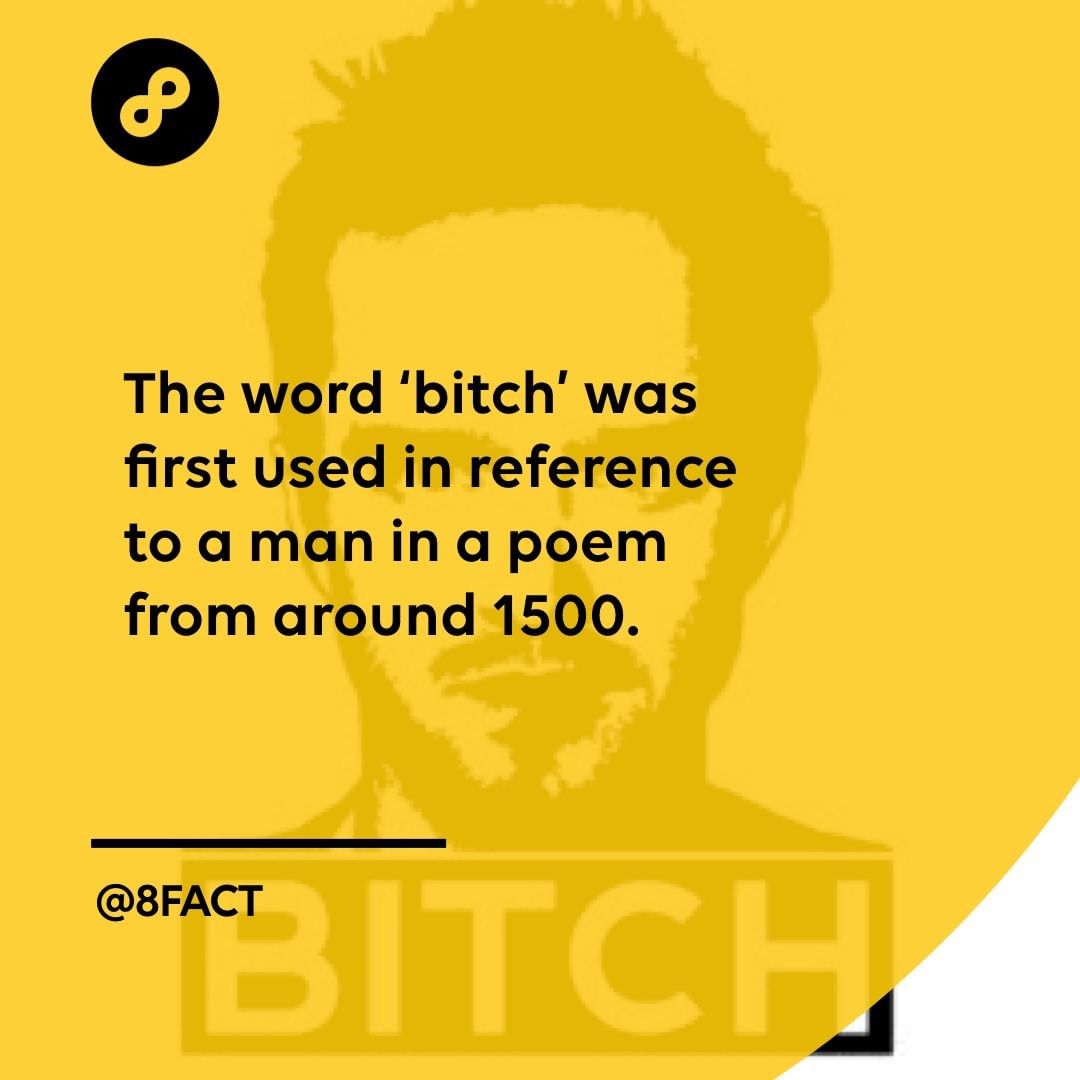 The word ‘bitch’ was
first used in reference
to a man in a poem
from around 1500.
@8FACT
BITCH